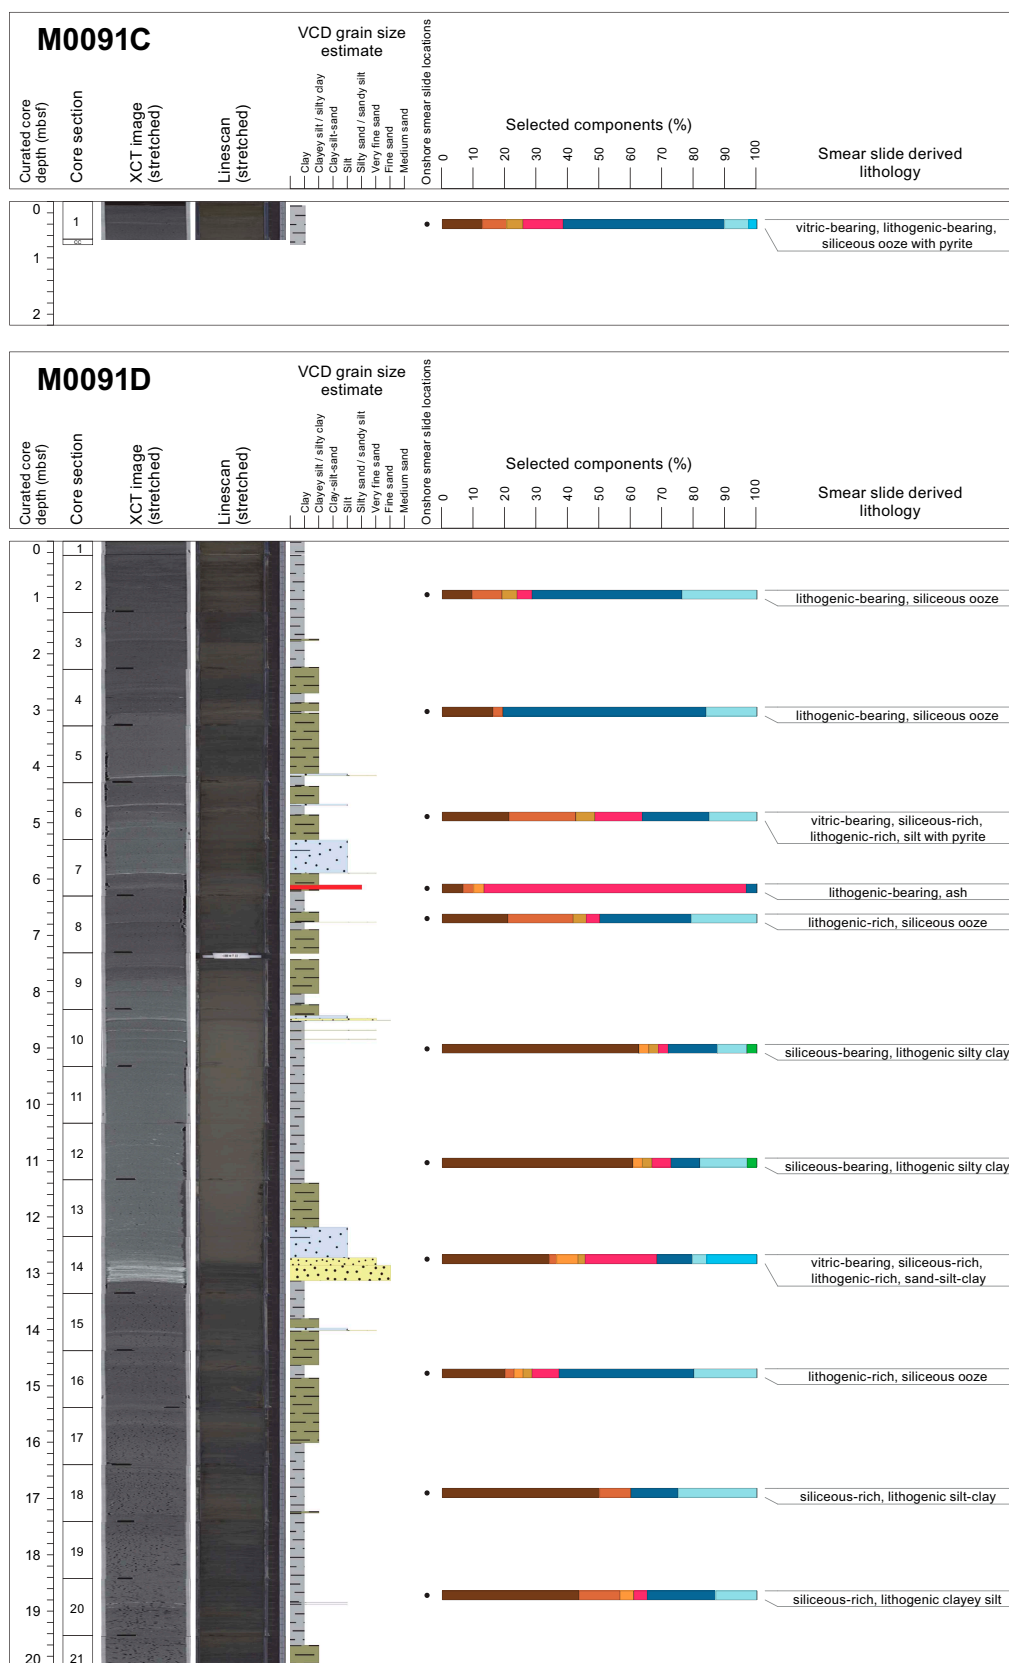 M0091C
VCD grain size
estimate
Curated core
depth (mbsf)
Core section
XCT image
(stretched)
Linescan
(stretched)
Clay
Clayey silt / silty clay
Clay-silt-sand
Silt
Silty sand / sandy silt
Very fine sand
Fine sand
Medium sand
Onshore smear slide locations
Selected components (%)
0 10 20 30 40 50 60 70 80 90 100
Smear slide derived
lithology
0
1
2
1
CC
vitric-bearing, lithogenic-bearing,
siliceous ooze with pyrite
M0091D
VCD grain size
estimate
Curated core
depth (mbsf)
Core section
XCT image
(stretched)
Linescan
(stretched)
Clay
Clayey silt / silty clay
Clay-silt-sand
Silt
Silty sand / sandy silt
Very fine sand
Fine sand
Medium sand
Onshore smear slide locations
Selected components (%)
0 10 20 30 40 50 60 70 80 90 100
Smear slide derived
lithology
0
1
2
3
4
5
6
7
8
9
10
11
12
13
14
15
16
17
18
19
20
1
2
3
4
5
6
7
8
9
10
11
12
13
14
15
16
17
18
19
20
21
lithogenic-bearing, siliceous ooze
lithogenic-bearing, siliceous ooze
vitric-bearing, siliceous-rich,
lithogenic-rich, silt with pyrite
lithogenic-bearing, ash
lithogenic-rich, siliceous ooze
siliceous-bearing, lithogenic silty clay
siliceous-bearing, lithogenic silty clay
vitric-bearing, siliceous-rich,
lithogenic-rich, sand-silt-clay
lithogenic-rich, siliceous ooze
siliceous-rich, lithogenic silt-clay
siliceous-rich, lithogenic clayey silt